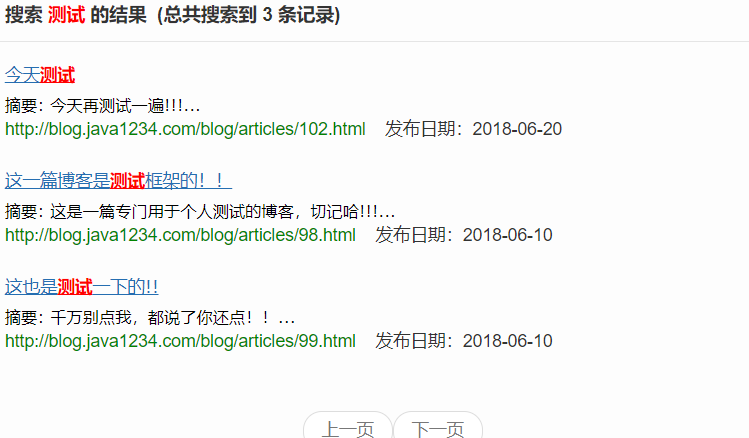 搜索 测试 的结果 (总共搜索到 3 条记录)
今天测试
摘要: 今天再测试一遍!!!...
http://blog.java1234.com/blog/articles/102.html 发布日期：2018-06-20
这一篇博客是测试框架的！！
摘要: 这是一篇专门用于个人测试的博客，切记哈!!!...
http://blog.java1234.com/blog/articles/98.html 发布日期：2018-06-10
这也是测试一下的!!
摘要: 千万别点我，都说了你还点！！...
http://blog.java1234.com/blog/articles/99.html 发布日期：2018-06-10
上一页 下一页